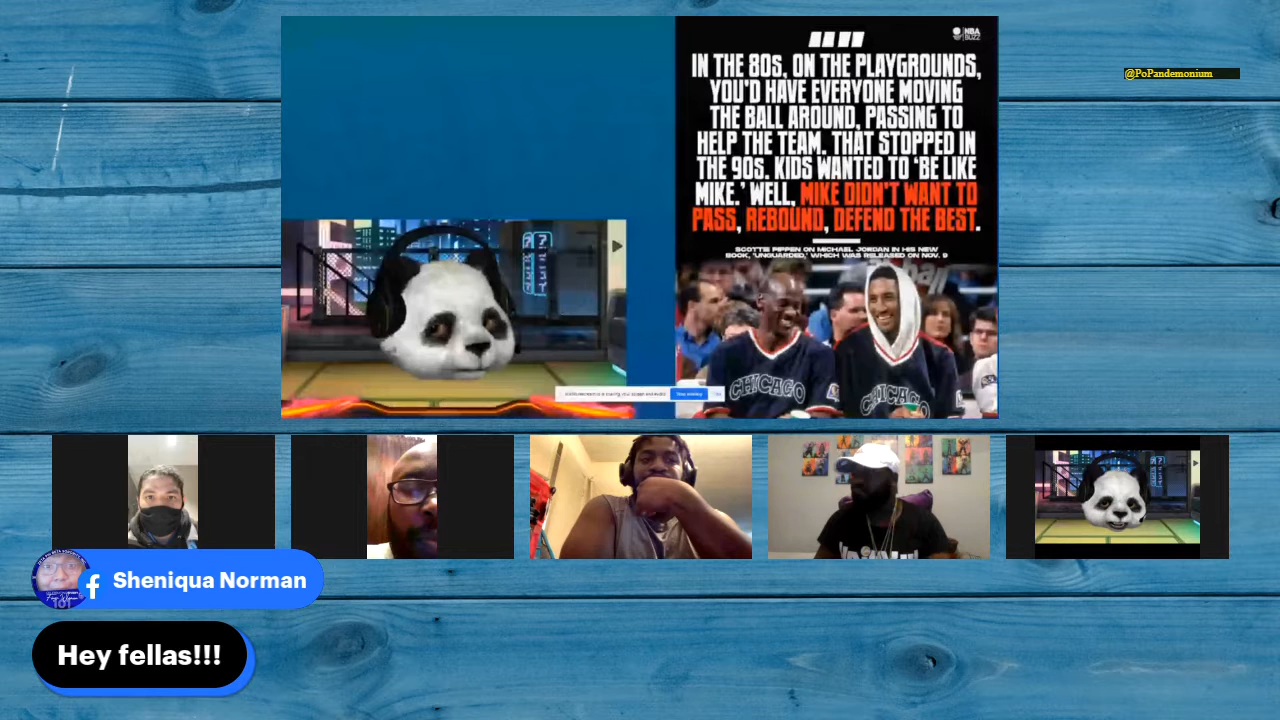 NBA
BUZZ
IN THE 80s, ON THE PLAYGROUNDS,
YOU'D HAVE EVERYONE MOVING
THE BALL AROUND, PASSING TO
HELP THE TEAM. THAT STOPPED IN
THE 90s. KIDS WANTED TO 'BE LIKE
MIKE.' WELL, MIKE DIDN'T WANT TO
PASS, REBOUND, DEFEND THE BEST.
SCOTTIE PIPPEN ON MICHAEL JORDAN IN HIS NEW
BOOK, 'UNGUARDED,' WHICH WAS RELEASED ON NOV. 9
@PoPandemonium
CHICAGO
CHICAGO
Sheniqua Norman
Hey fellas!!!